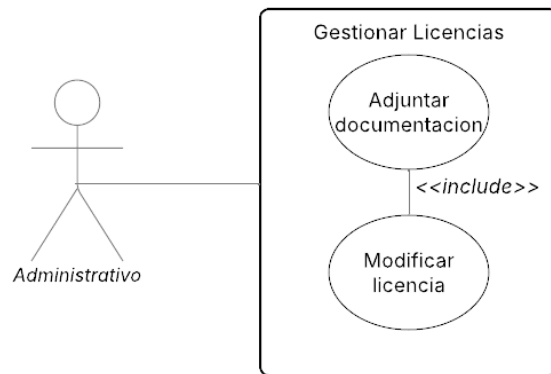 Gestionar Licencias
Adjuntar
documentacion
<<include>>
Modificar
licencia
Administrativo